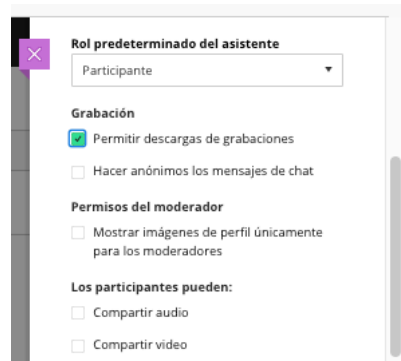 Rol predeterminado del asistente
Participante
Grabación
Permitir descargas de grabaciones
Hacer anónimos los mensajes de chat
Permisos del moderador
Mostrar imágenes de perfil únicamente
para los moderadores
Los participantes pueden:
Compartir audio
Compartir video